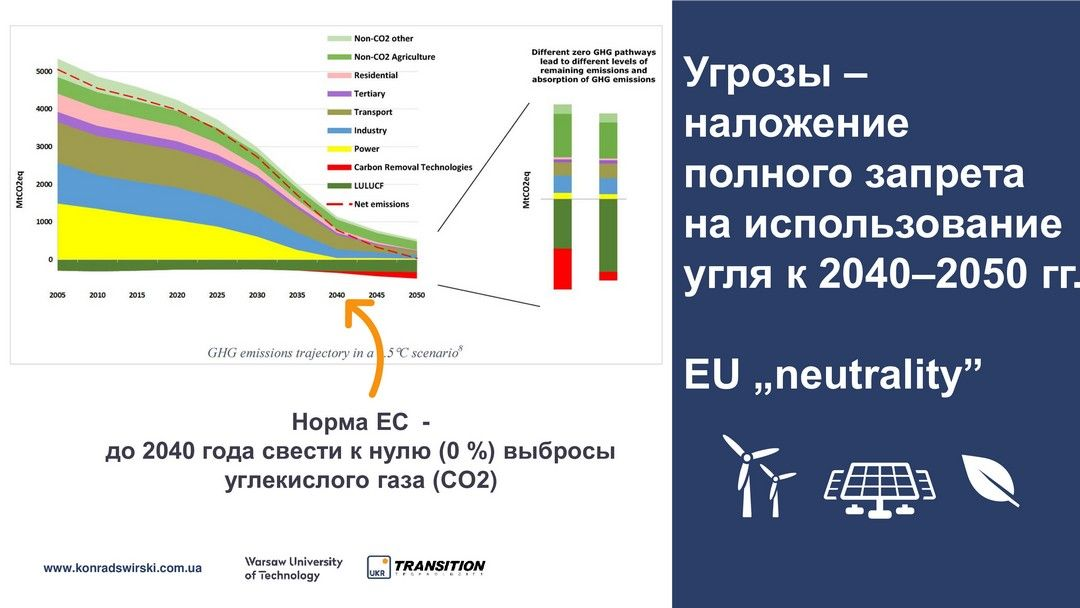 Non-CO2 other
Non-CO2 Agriculture
Residential
Tertiary
Transport
Industry
Power
Carbon Removal Technologies
LULUCF
Net emissions
MtCO2eq
5000
4000
3000
2000
1000
0
2005 2010 2015 2020 2025 2030 2035 2040 2045 2050
Different zero GHG pathways
lead to different levels of
remaining emissions and
absorption of GHG emissions
MtCO2eq
GHG emissions trajectory in a .5°C scenario8
Норма ЕС -
до 2040 года свести к нулю (0 %) выбросы
углекислого газа (СО2)
www.konradswirski.com.ua
Warsaw University
of Technology
UKR
TRANSITION
TECHNOLOGIES
Угрозы –
наложение
полного запрета
на использование
угля к 2040–2050 гг.
EU „neutrality”